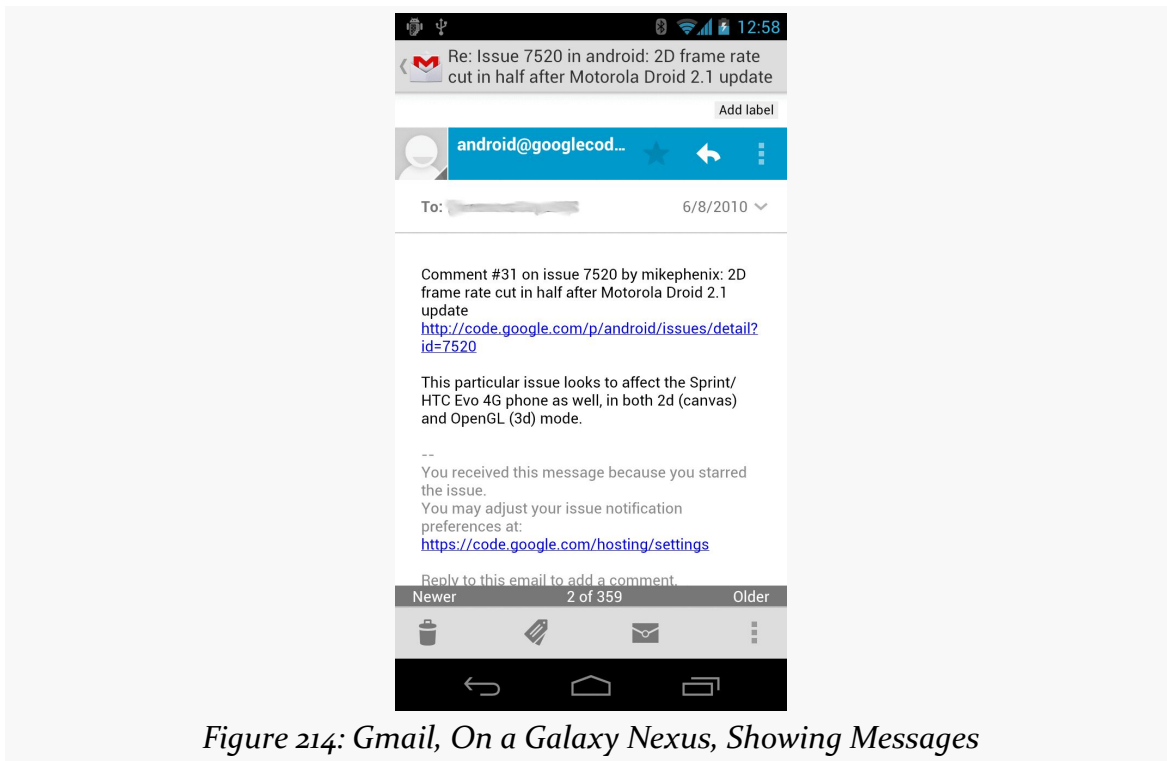 12:58
Re: Issue 7520 in android: 2D frame rate
cut in half after Motorola Droid 2.1 update
Add label
android@googlecod...
To:
6/8/2010
Comment #31 on issue 7520 by mikephenix: 2D
frame rate cut in half after Motorola Droid 2.1
update
http://code.google.com/p/android/issues/detail?
id=7520
This particular issue looks to affect the Sprint/
HTC Evo 4G phone as well, in both 2d (canvas)
and OpenGL (3d) mode.
--
You received this message because you starred
the issue.
You may adjust your issue notification
preferences at:
https://code.google.com/hosting/settings
Reply to this email to add a comment.
Newer 2 of 359 Older
Figure 214: Gmail, On a Galaxy Nexus, Showing Messages